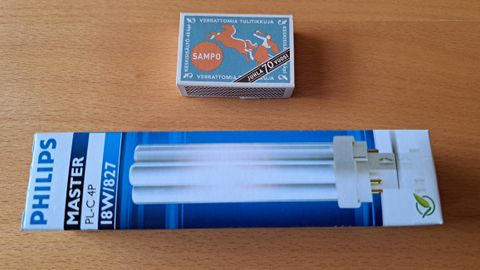 VERRATTOMIA TULITIKKUJA
SAMPO
JUHLA 70 VUOSI
VERRATTOMIA TULITIKKUJA
PHILIPS
MASTER
PL-C 4P
18W/827